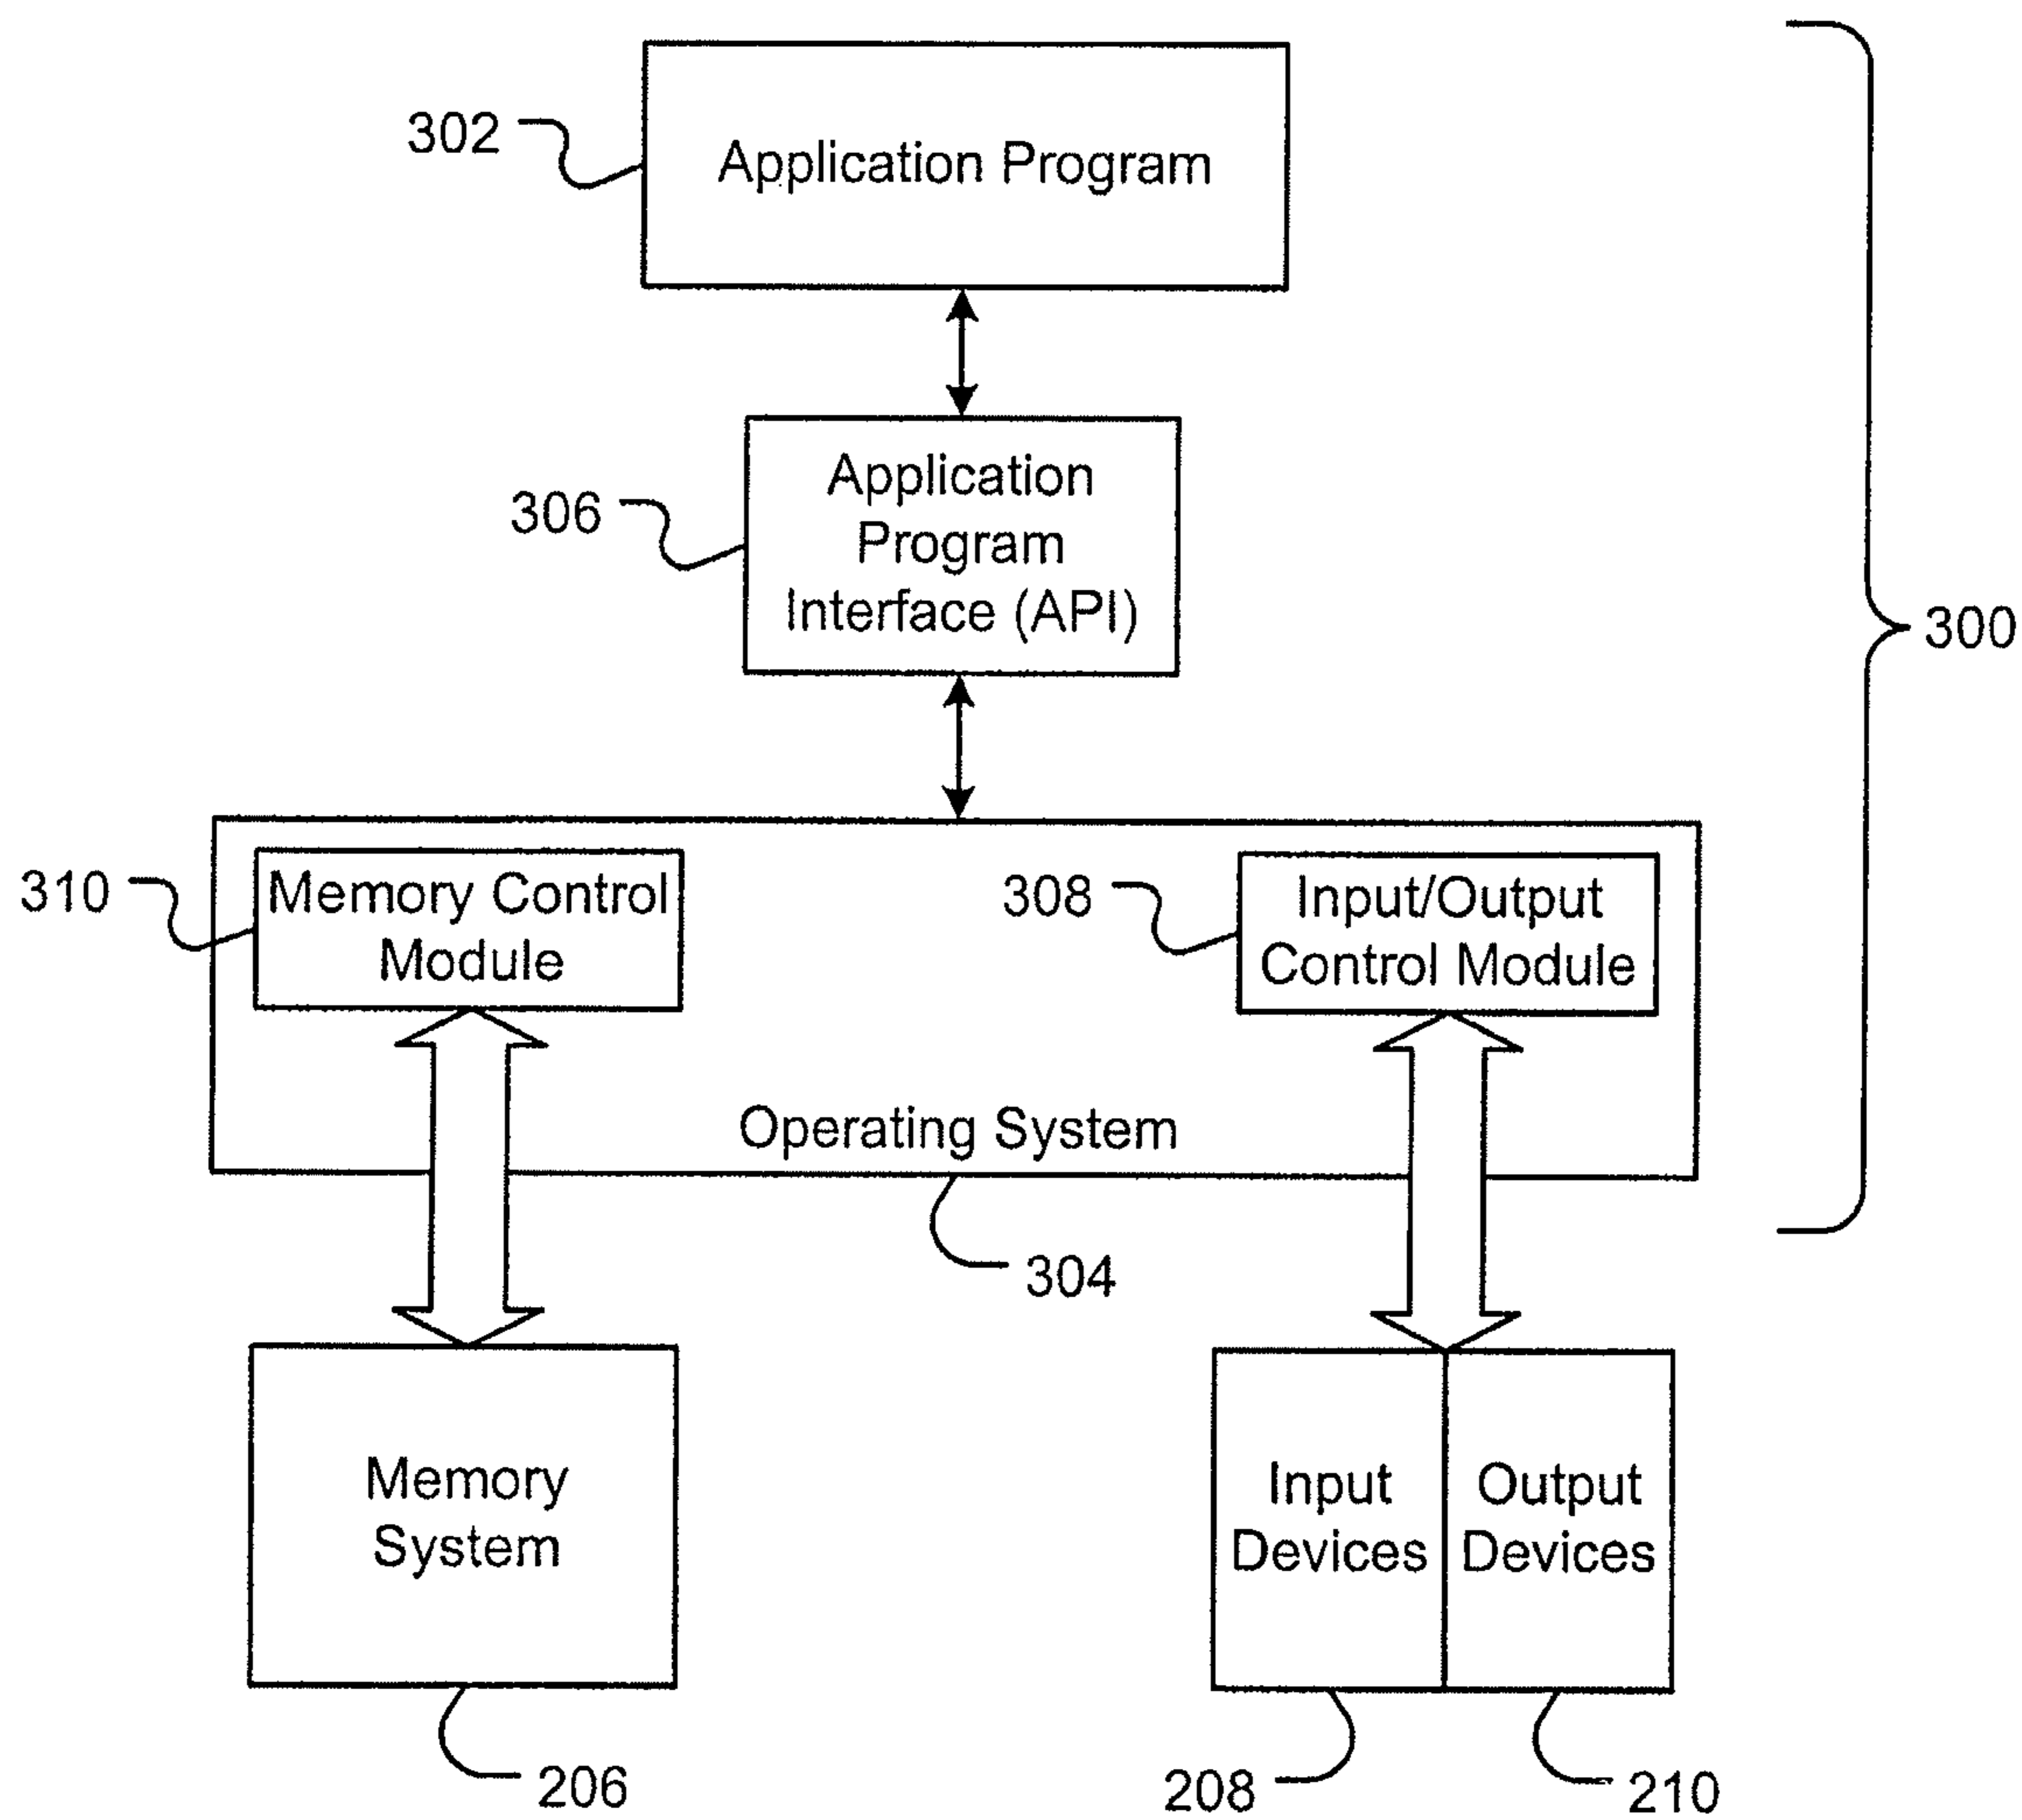 302
Application Program
306
Application
Program
Interface (API)
300
310
Memory Control
Module
308
Input/Output
Control Module
Operating System
304
Memory
System
Input
Devices
Output
Devices
206
208
210